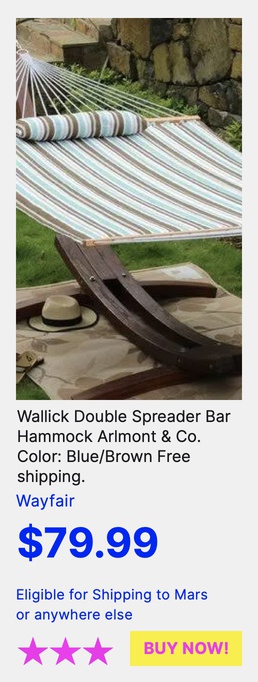 Wallick Double Spreader Bar
Hammock Arlmont & Co.
Color: Blue/Brown Free
shipping.
Wayfair
$79.99
Eligible for Shipping to Mars
or anywhere else
BUY NOW!